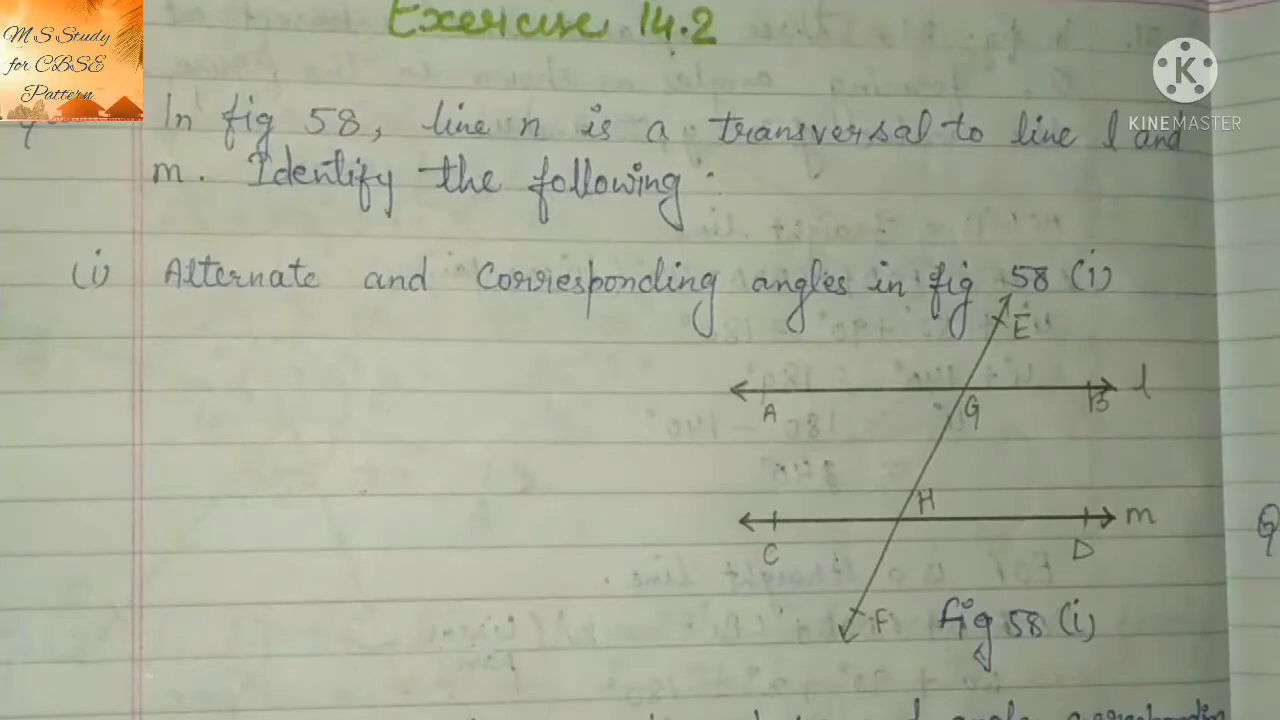 M S Study
for CBSE
Pattern
Exercise 14.2
KINEMASTER
In fig 58, line n is a transversal to line l and
m. Identify the following :
(i) Alternate and Corresponding angles in fig 58 (i)
E
A G B l
H
C D m
F fig 58 (i)